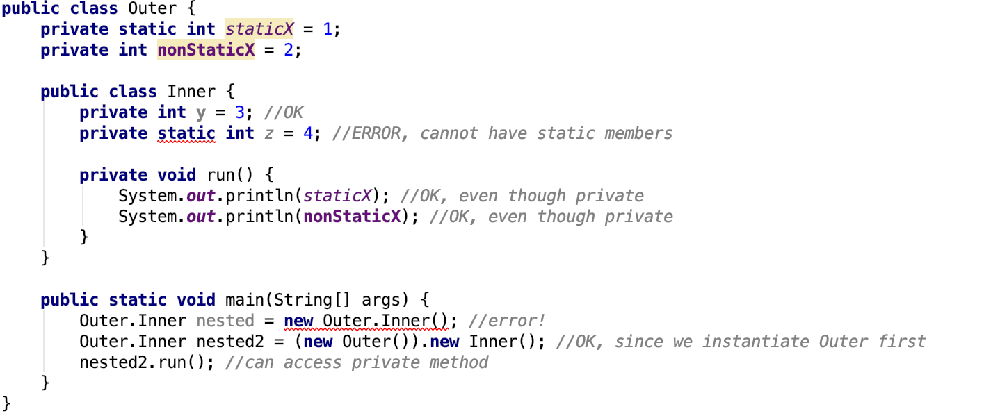 public class Outer {
    private static int staticX = 1;
    private int nonStaticX = 2;

    public class Inner {
        private int y = 3; //OK
        private static int z = 4; //ERROR, cannot have static members

        private void run() {
            System.out.println(staticX); //OK, even though private
            System.out.println(nonStaticX); //OK, even though private
        }
    }

    public static void main(String[] args) {
        Outer.Inner nested = new Outer.Inner(); //error!
        Outer.Inner nested2 = (new Outer()).new Inner(); //OK, since we instantiate Outer first
        nested2.run(); //can access private method
    }
}